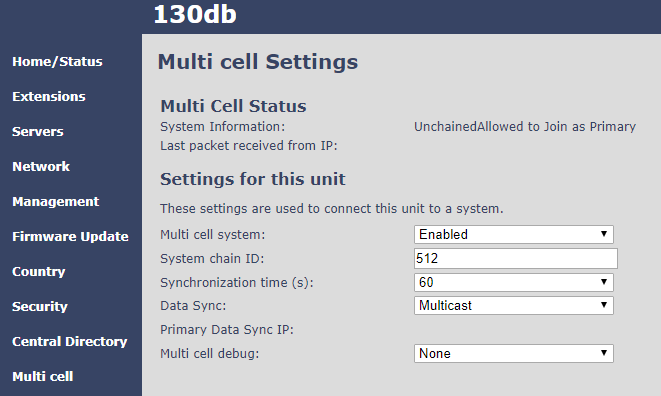 130db
Home/Status
Extensions
Servers
Network
Management
Firmware Update
Country
Security
Central Directory
Multi cell
Multi cell Settings
Multi Cell Status
System Information: UnchainedAllowed to Join as Primary
Last packet received from IP:
Settings for this unit
These settings are used to connect this unit to a system.
Multi cell system: Enabled
System chain ID: 512
Synchronization time (s): 60
Data Sync: Multicast
Primary Data Sync IP:
Multi cell debug: None